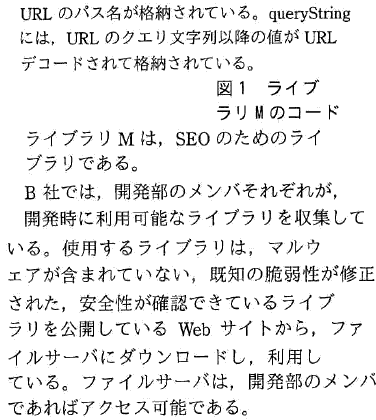 URL のパス名が格納されている。queryString
には，URL のクエリ文字列以降の値が URL
デコードされて格納されている。
図1　ライブ
ラリ M のコード
ライブラリ M は，SEO のためのライ
ブラリである。
B 社では，開発部のメンバそれぞれが，
開発時に利用可能なライブラリを収集して
いる。使用するライブラリは，マルウ
ェアが含まれていない，既知の脆弱性が修正
された，安全性が確認できているライブ
ラリを公開している Web サイトから，ファ
イルサーバにダウンロードし，利用し
ている。ファイルサーバは，開発部のメンバ
であればアクセス可能である。